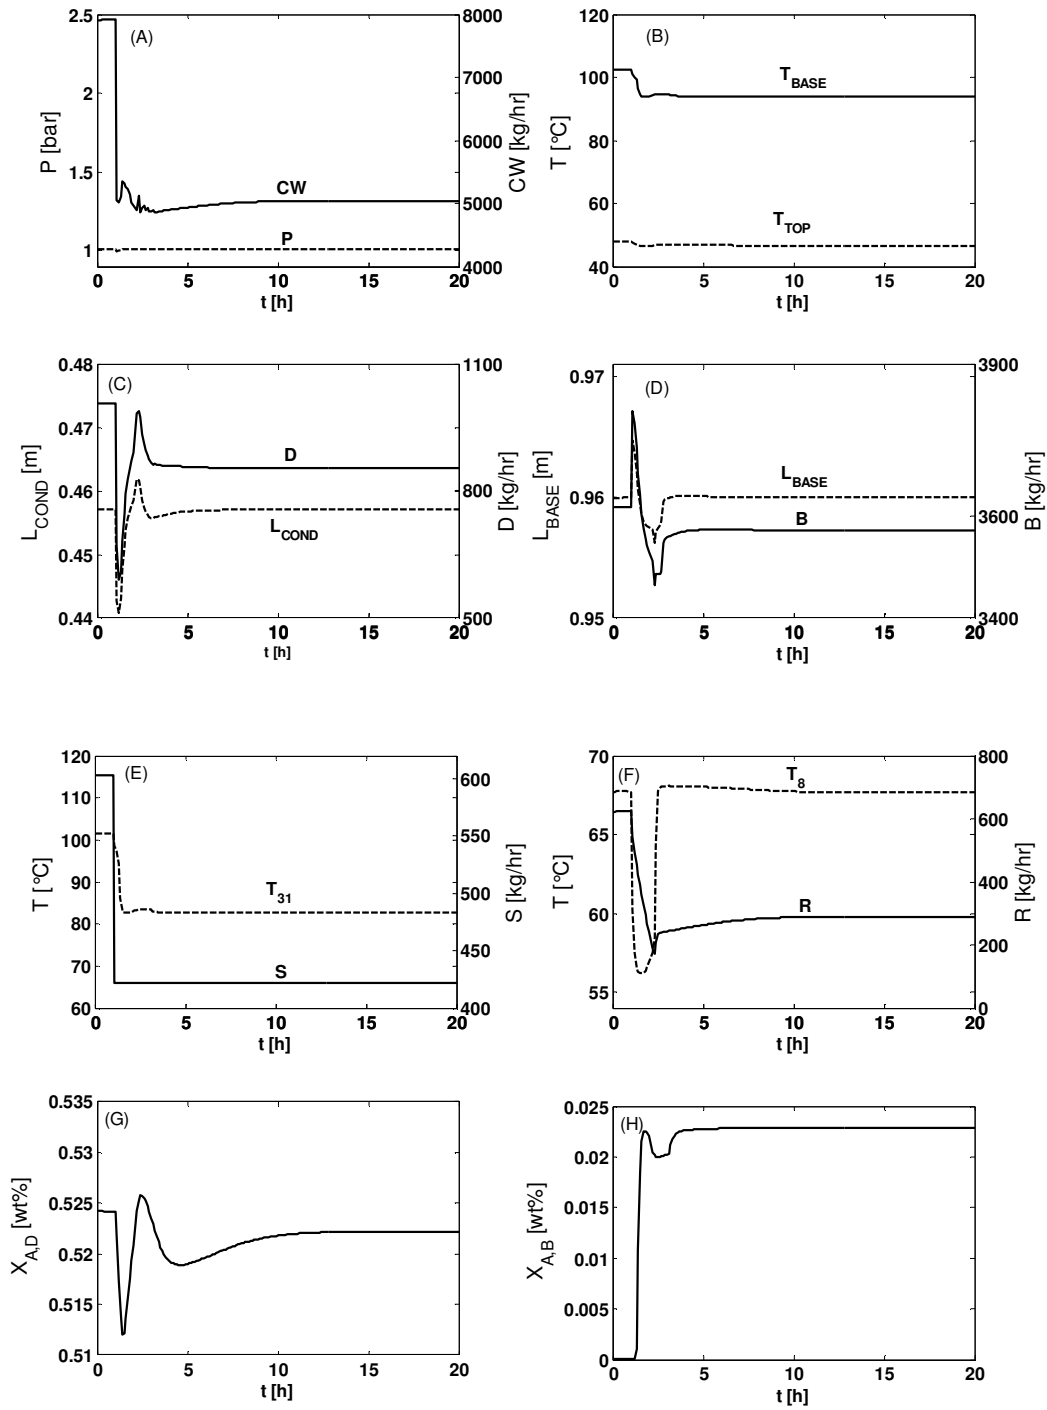 (A)
2.5
2
1.5
1
P [bar]
8000
7000
6000
5000
4000
CW [kg/hr]
CW
P
0
5
10
15
20
t [h]
(B)
120
100
80
60
40
T [°C]
T_BASE
T_TOP
0
5
10
15
20
t [h]
(C)
0.48
0.47
0.46
0.45
0.44
L_COND [m]
1100
800
500
D [kg/hr]
D
L_COND
0
5
10
15
20
t [h]
(D)
0.97
0.96
0.95
L_BASE [m]
3900
3600
3400
B [kg/hr]
L_BASE
B
0
5
10
15
20
t [h]
(E)
120
110
100
90
80
70
60
T [°C]
600
550
500
450
400
S [kg/hr]
T_31
S
0
5
10
15
20
t [h]
(F)
70
65
60
55
T [°C]
800
600
400
200
0
R [kg/hr]
T_8
R
0
5
10
15
20
t [h]
(G)
0.535
0.53
0.525
0.52
0.515
0.51
X_A,D [wt%]
0
5
10
15
20
t [h]
(H)
0.025
0.02
0.015
0.01
0.005
0
X_A,B [wt%]
0
5
10
15
20
t [h]